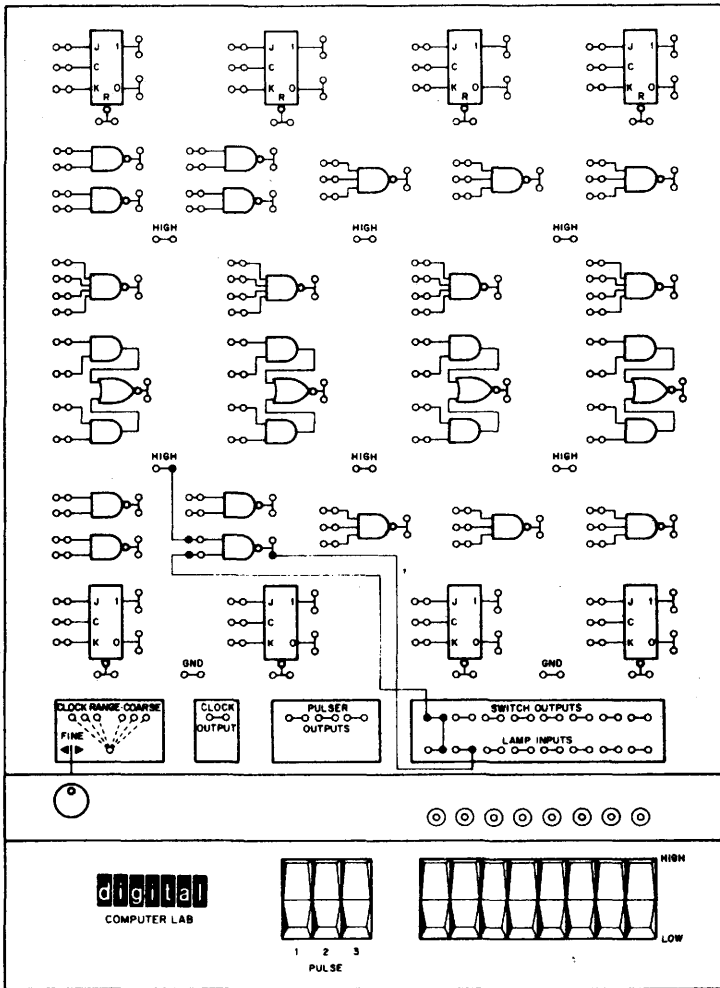 J 1 J 1 J 1 J 1
C C C C
K 0 K 0 K 0 K 0
R R R R
HIGH HIGH HIGH
HIGH HIGH HIGH
J 1 J 1 J 1 J 1
C C C C
K 0 K 0 K 0 K 0
GND GND
CLOCK RANGE-COARSE
FINE
CLOCK
OUTPUT
PULSER
OUTPUTS
SWITCH OUTPUTS
LAMP INPUTS
digital
COMPUTER LAB
1 2 3
PULSE
HIGH
LOW